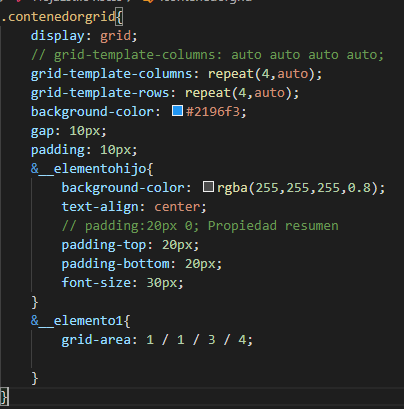 .contenedorgrid{
display: grid;
// grid-template-columns: auto auto auto auto;
grid-template-columns: repeat(4,auto);
grid-template-rows: repeat(4,auto);
background-color: #2196f3;
gap: 10px;
padding: 10px;
&__elementohijo{
background-color: rgba(255,255,255,0.8);
text-align: center;
// padding:20px 0; Propiedad resumen
padding-top: 20px;
padding-bottom: 20px;
font-size: 30px;
}
&__elemento1{
grid-area: 1 / 1 / 3 / 4;
}
}